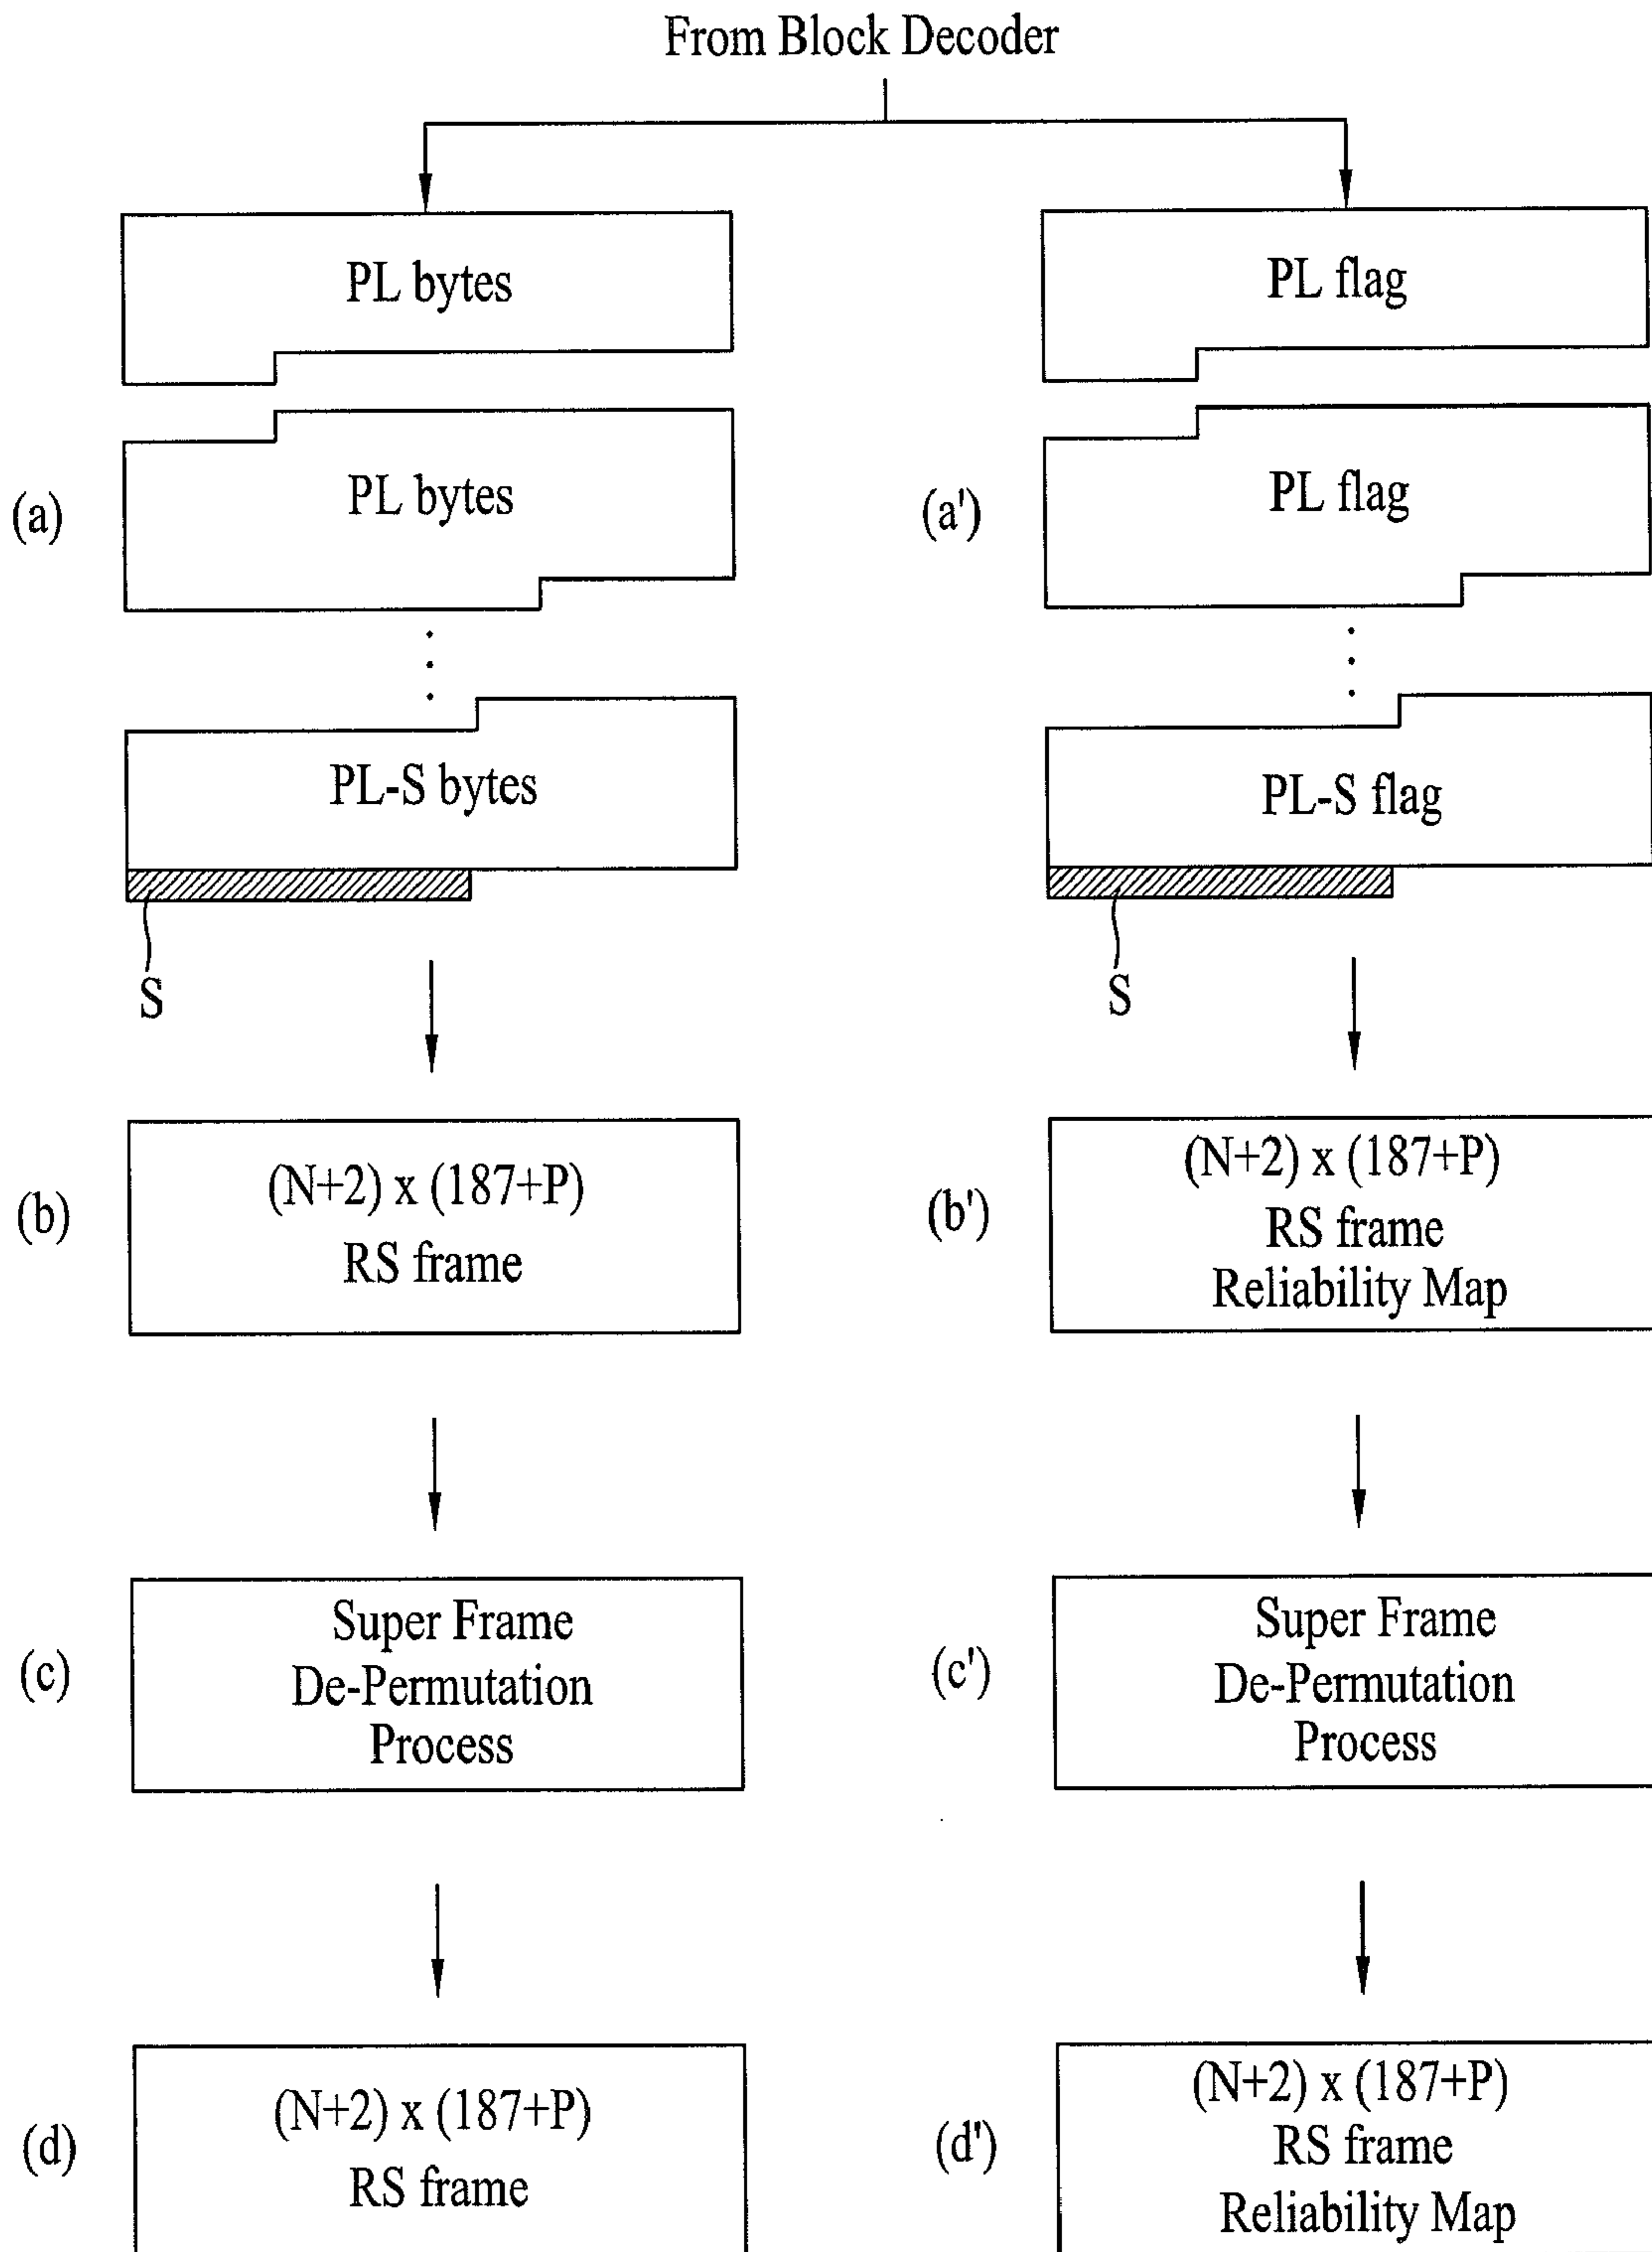 From Block Decoder
PL bytes
PL flag
PL bytes
PL flag
(a)
(a')
PL-S bytes
PL-S flag
S
S
(b)
(N+2) x (187+P)
RS frame
(b')
(N+2) x (187+P)
RS frame
Reliability Map
(c)
Super Frame
De-Permutation
Process
(c')
Super Frame
De-Permutation
Process
(d)
(N+2) x (187+P)
RS frame
(d')
(N+2) x (187+P)
RS frame
Reliability Map